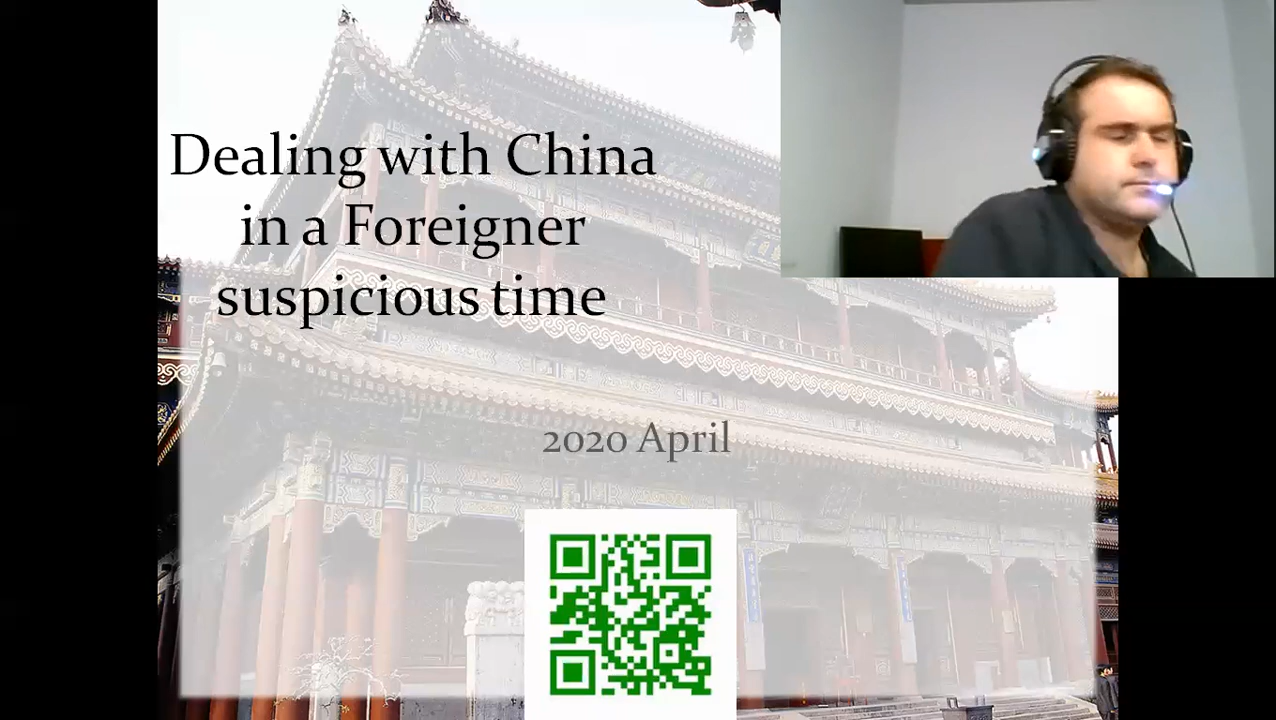 Dealing with China
in a Foreigner
suspicious time
2020 April